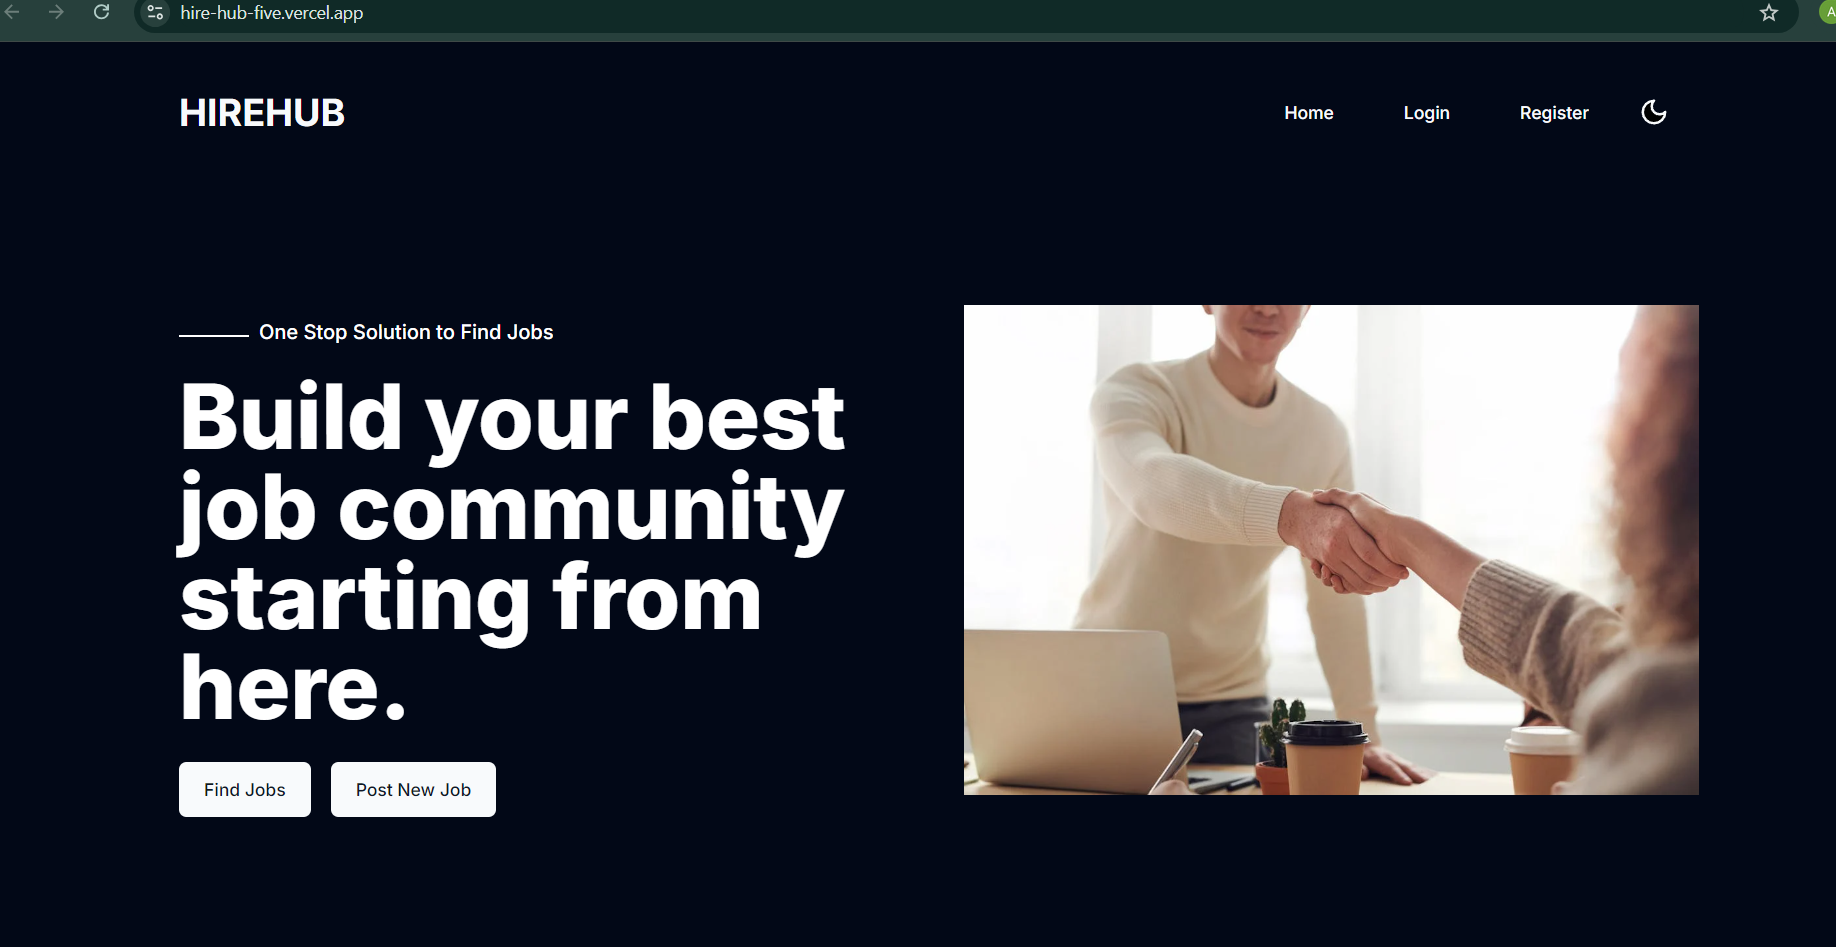 hire-hub-five.vercel.app
A
HIREHUB
Home
Login
Register
One Stop Solution to Find Jobs
Build your best
job community
starting from
here.
Find Jobs
Post New Job